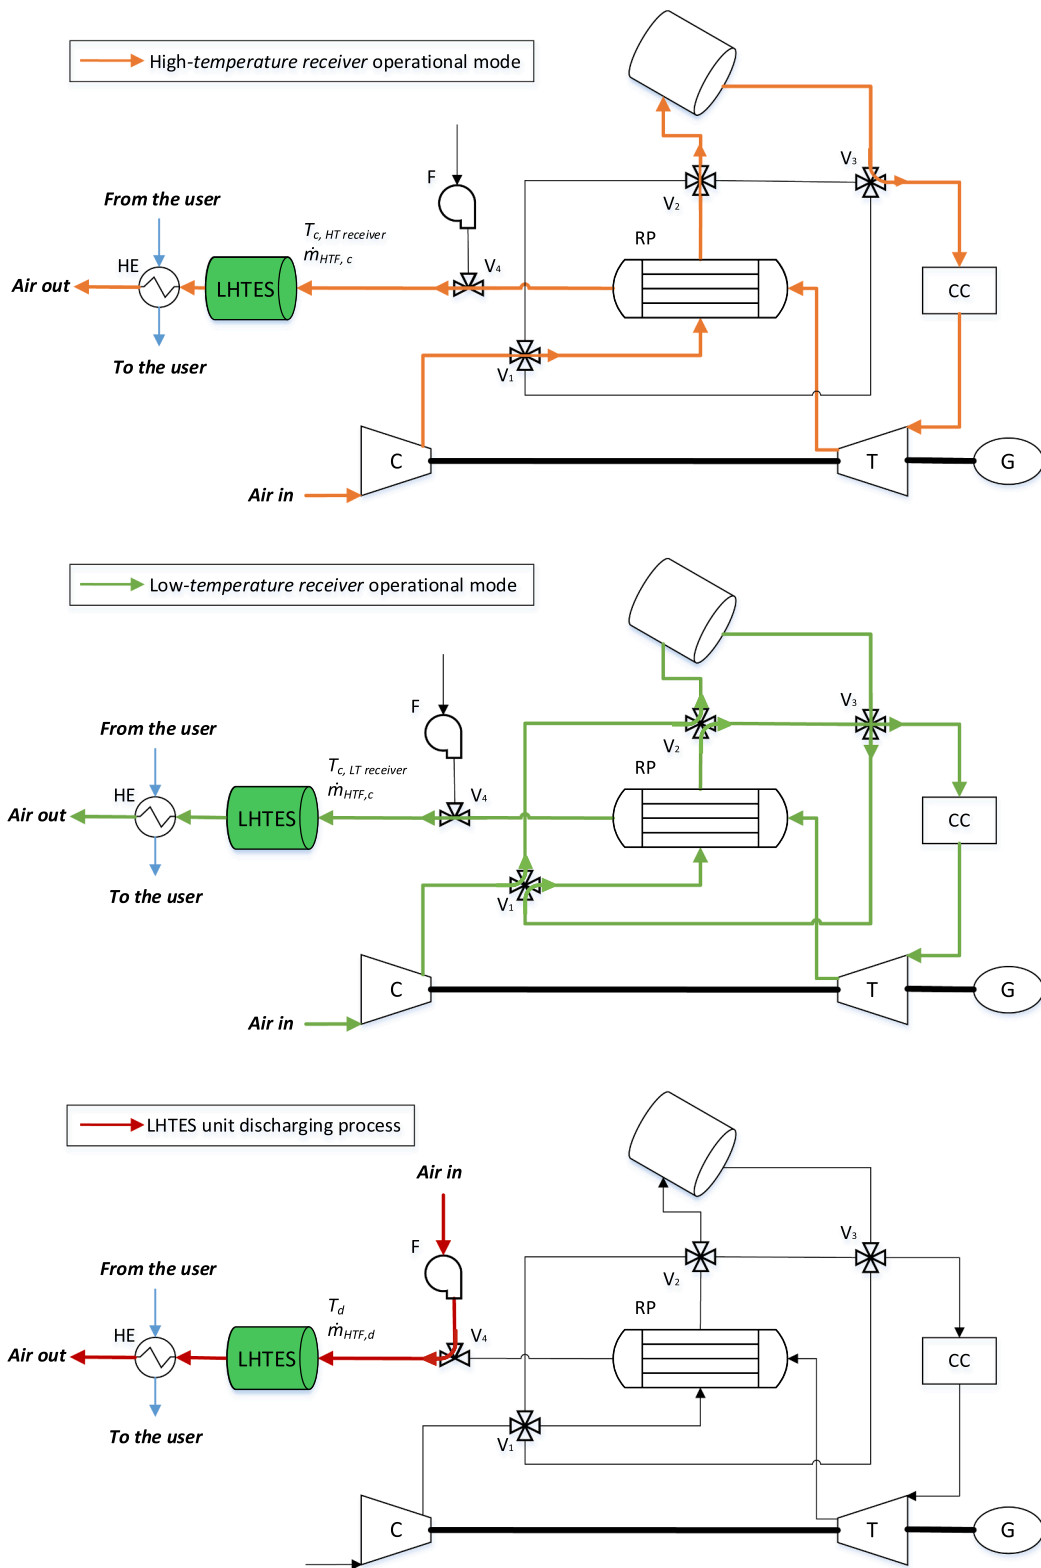 High-temperature receiver operational mode
V3
F
From the user
V2
Tc, HT receiver
RP
ṁHTF, c
HE
V4
Air out
LHTES
CC
To the user
V1
C
T
G
Air in
Low-temperature receiver operational mode
V3
F
From the user
V2
Tc, LT receiver
RP
ṁHTF,c
HE
V4
Air out
LHTES
CC
To the user
V1
C
T
G
Air in
LHTES unit discharging process
Air in
V3
F
From the user
V2
Td
RP
ṁHTF,d
HE
V4
Air out
LHTES
CC
To the user
V1
C
T
G